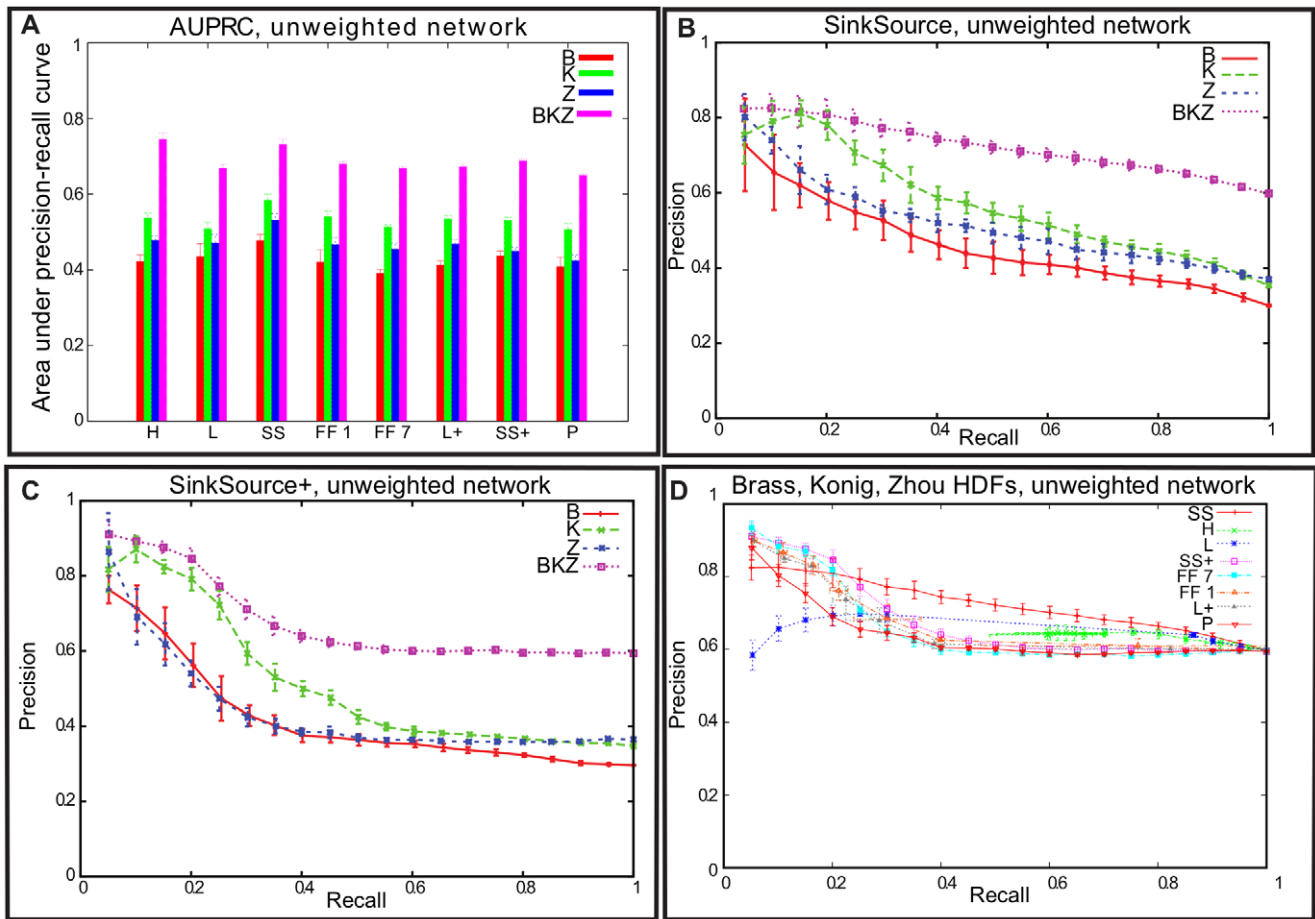 A
AUPRC, unweighted network
Area under precision-recall curve
1
0.8
0.6
0.4
0.2
0
B
K
Z
BKZ
H L SS FF 1 FF 7 L+ SS+ P
B
SinkSource, unweighted network
Precision
1
0.8
0.6
0.4
0.2
0
B
K
Z
BKZ
0 0.2 0.4 0.6 0.8 1
Recall
C
SinkSource+, unweighted network
Precision
1
0.8
0.6
0.4
0.2
0
B
K
Z
BKZ
0 0.2 0.4 0.6 0.8 1
Recall
D
Brass, Konig, Zhou HDFs, unweighted network
Precision
1
0.8
0.6
0.4
0.2
0
SS
H
L
SS+
FF 7
FF 1
L+
P
0 0.2 0.4 0.6 0.8 1
Recall